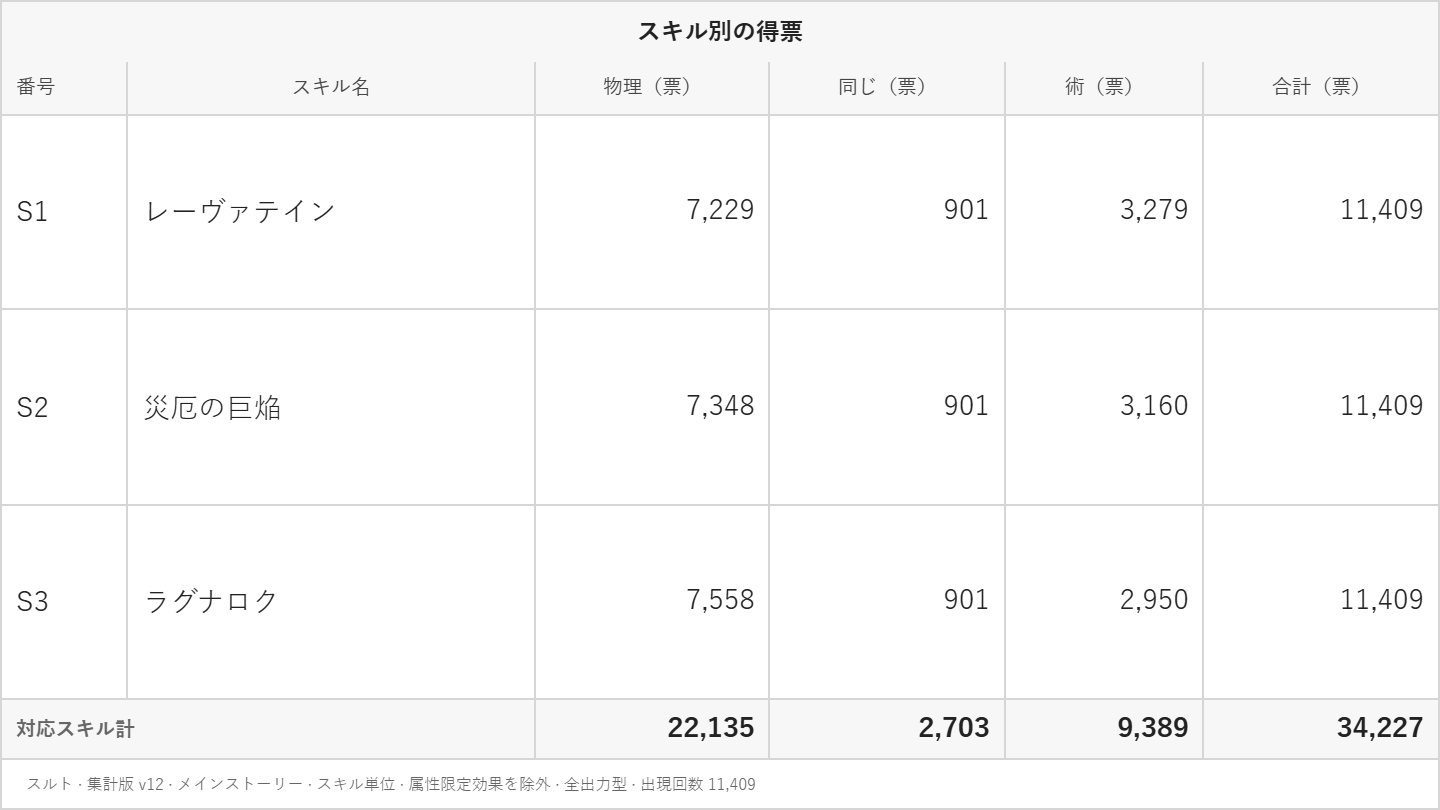 スキル別の得票
番号 スキル名 物理（票） 同じ（票） 術（票） 合計（票）
S1 レーヴァテイン 7,229 901 3,279 11,409
S2 災厄の巨焔 7,348 901 3,160 11,409
S3 ラグナロク 7,558 901 2,950 11,409
対応スキル計 22,135 2,703 9,389 34,227
スルト · 集計版 v12 · メインストーリー · スキル単位 · 属性限定効果を除外 · 全出力型 · 出現回数 11,409